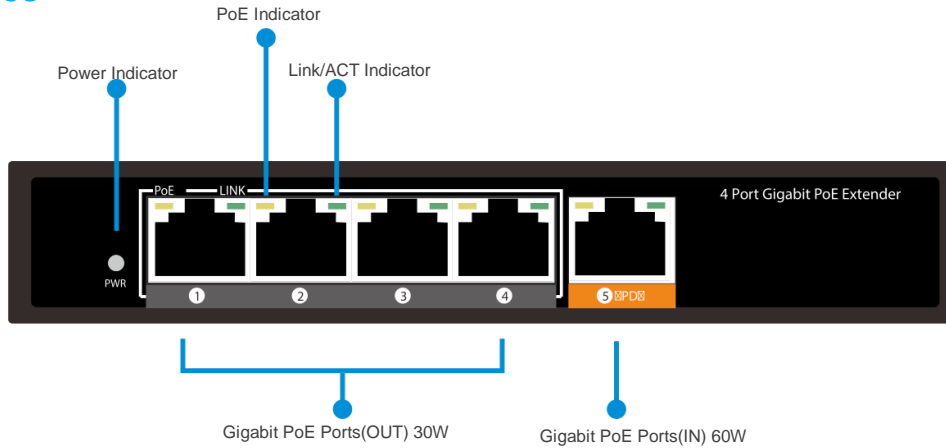 PoE Indicator
Power Indicator
Link/ACT Indicator
PoE LINK
4 Port Gigabit PoE Extender
PWR
1 2 3 4 5 PD
Gigabit PoE Ports(OUT) 30W
Gigabit PoE Ports(IN) 60W